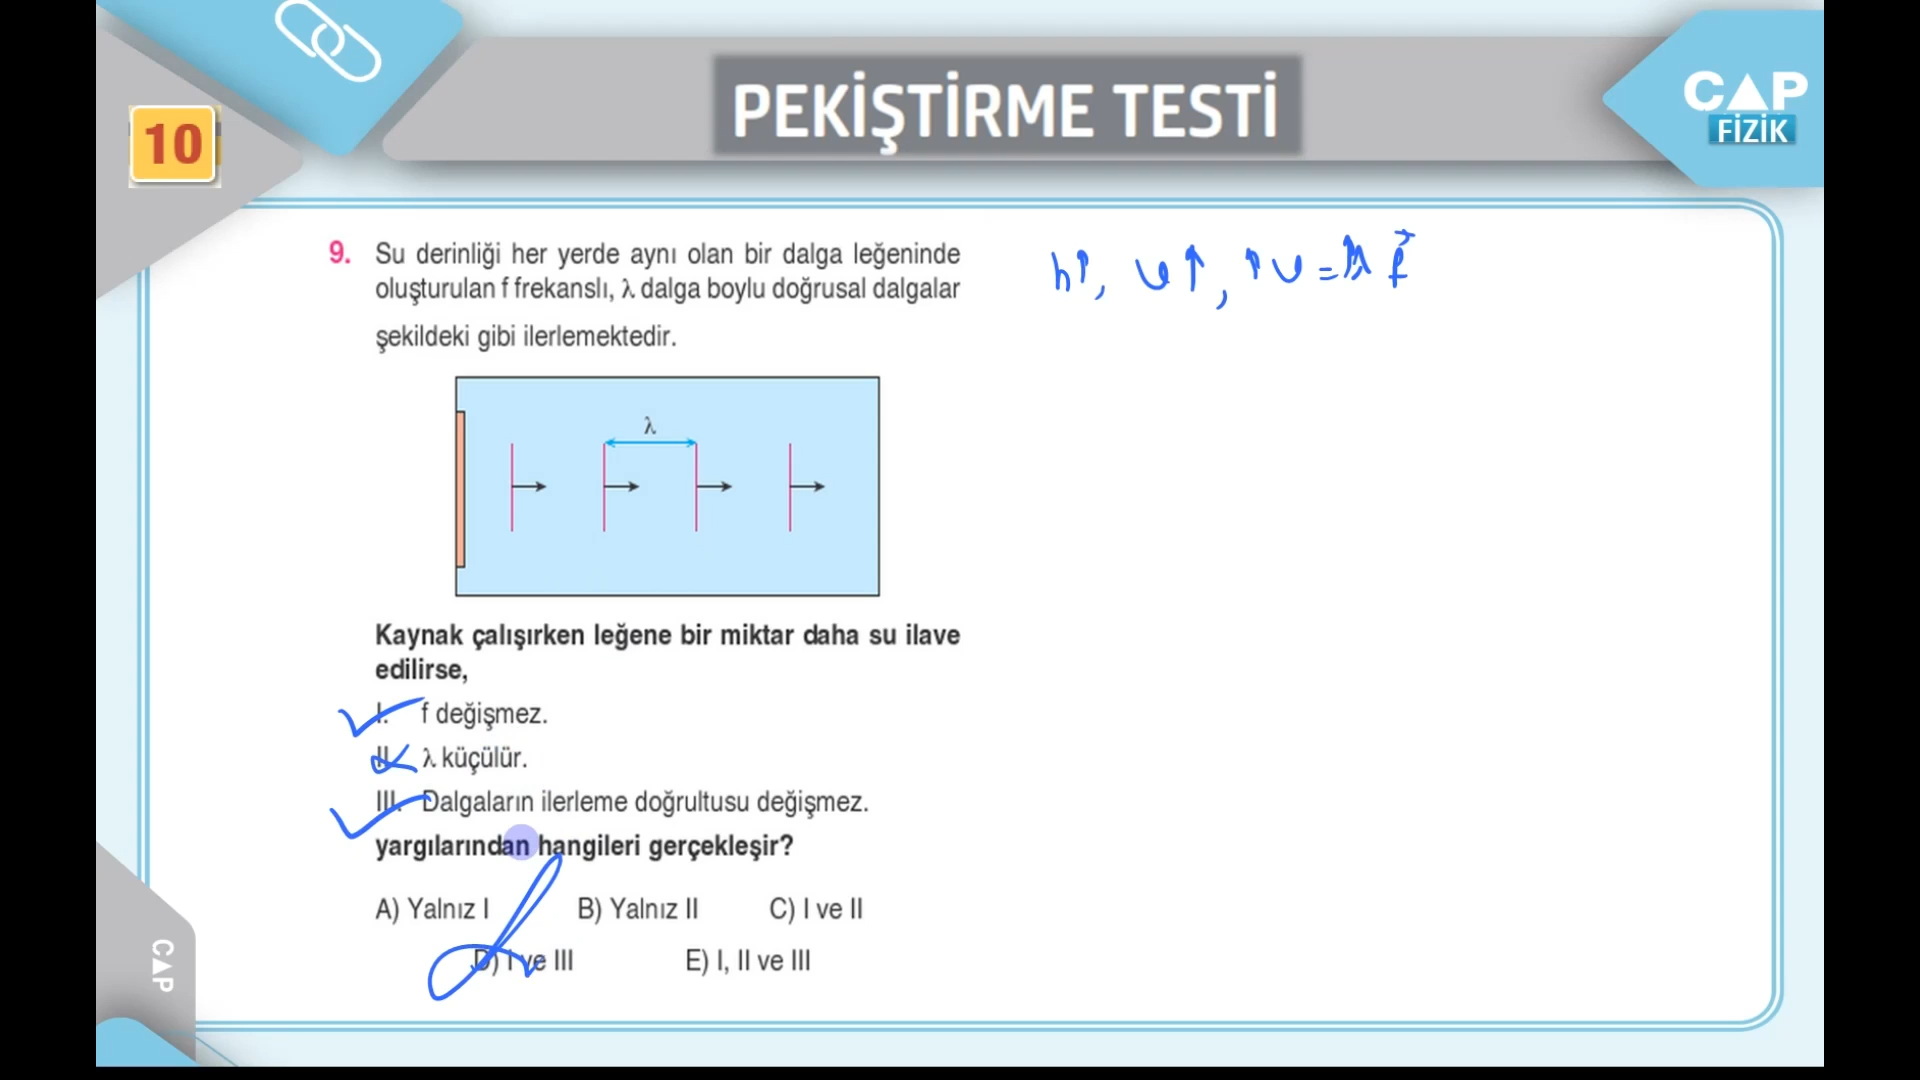 PEKİŞTİRME TESTİ
CAP
FİZİK
10
9. Su derinliği her yerde aynı olan bir dalga leğeninde
oluşturulan f frekanslı, λ dalga boylu doğrusal dalgalar
şekildeki gibi ilerlemektedir.
h↑, υ↑, ↑υ = λ f
λ
Kaynak çalışırken leğene bir miktar daha su ilave
edilirse,
I. f değişmez.
II. λ küçülür.
III. Dalgaların ilerleme doğrultusu değişmez.
yargılarından hangileri gerçekleşir?
A) Yalnız I B) Yalnız II C) I ve II
D) I ve III E) I, II ve III
CAP